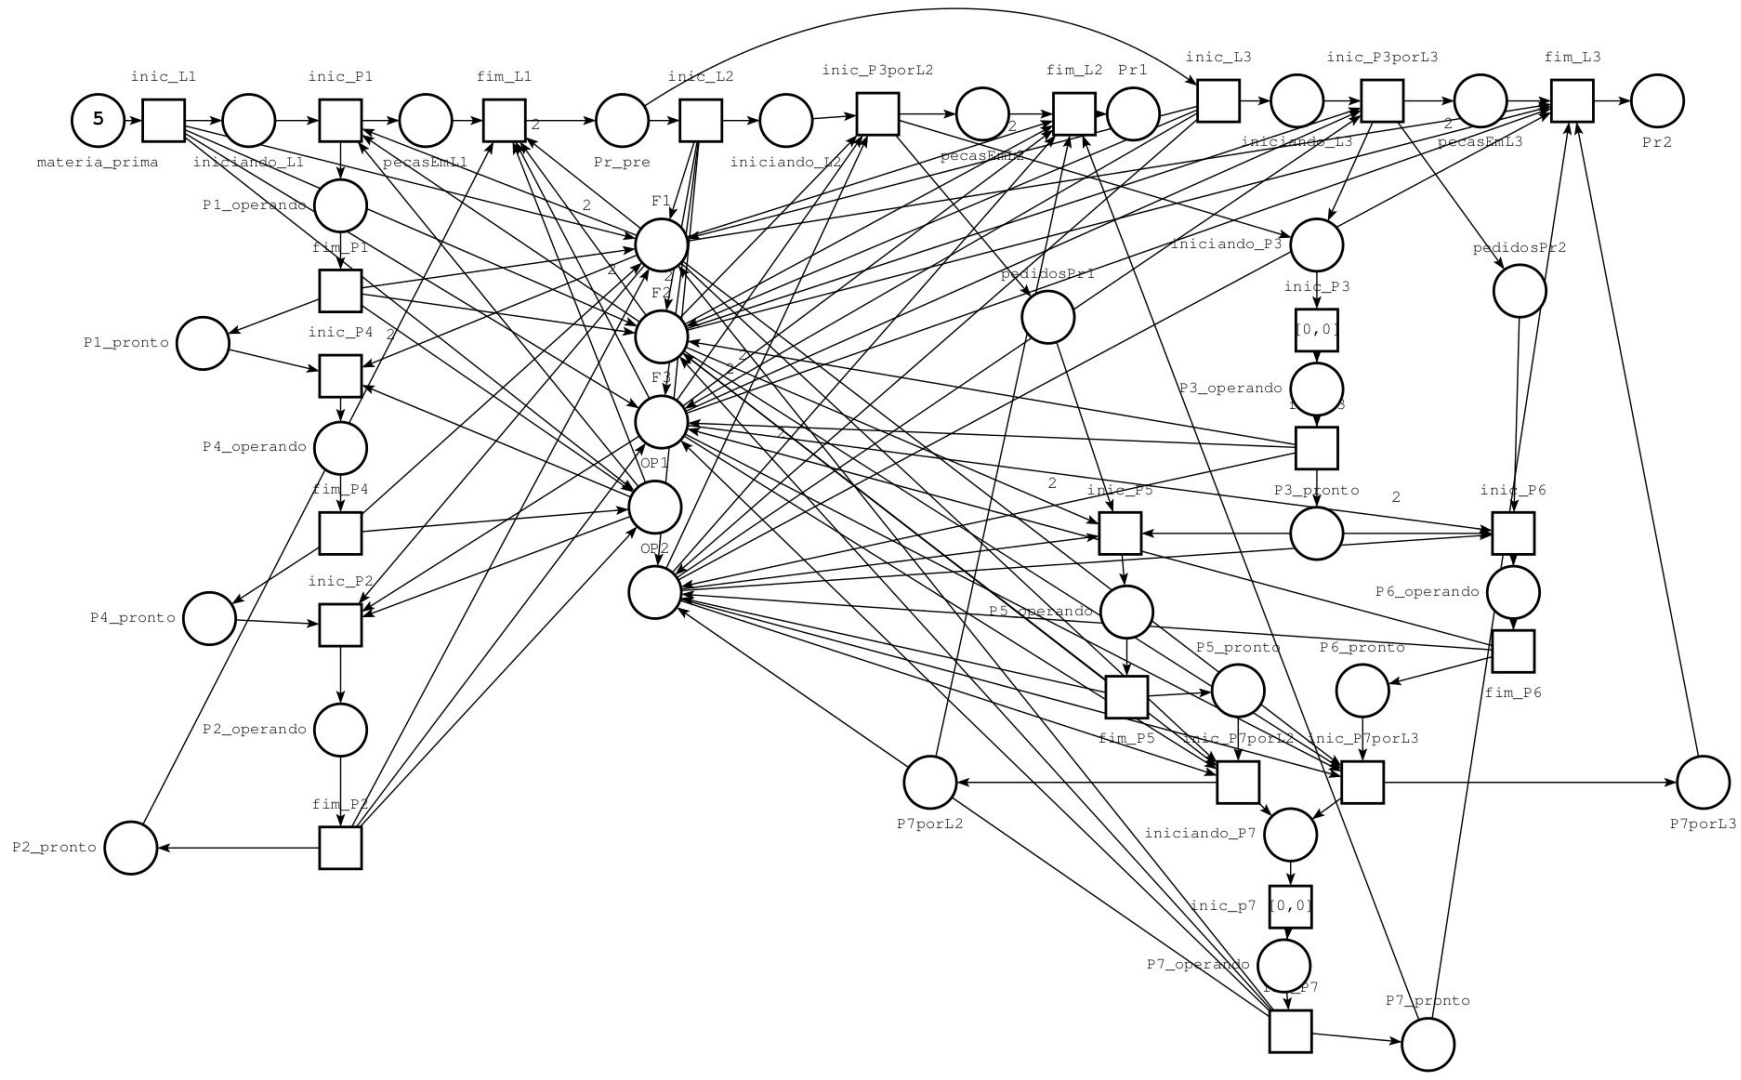 inic_L1
inic_P1
fim_L1
inic_L2
inic_P3porL2
fim_L2
Pr1
inic_L3
inic_P3porL3
fim_L3
5
2
2
2
materia_prima
iniciando_L1
pecasEmL1
Pr_pre
iniciando_L2
pecasEmL2
iniciando_L3
pecasEmL3
Pr2
P1_operando
2
F1
fim_P1
iniciando_P3
pedidosPr2
2
2
pedidosPr1
F2
inic_P3
P1_pronto
inic_P4
2
[0,0]
2
2
F3
P3_operando
P4_operando
OP1
fim_P4
2
inic_P5
P3_pronto
2
inic_P6
OP2
inic_P2
P4_pronto
P5_operando
P6_operando
P5_pronto
P6_pronto
fim_P6
P2_operando
fim_P5
inic_P7porL2
inic_P7porL3
fim_P2
P2_pronto
P7porL2
iniciando_P7
P7porL3
inic_p7
[0,0]
P7_operando
P7_pronto